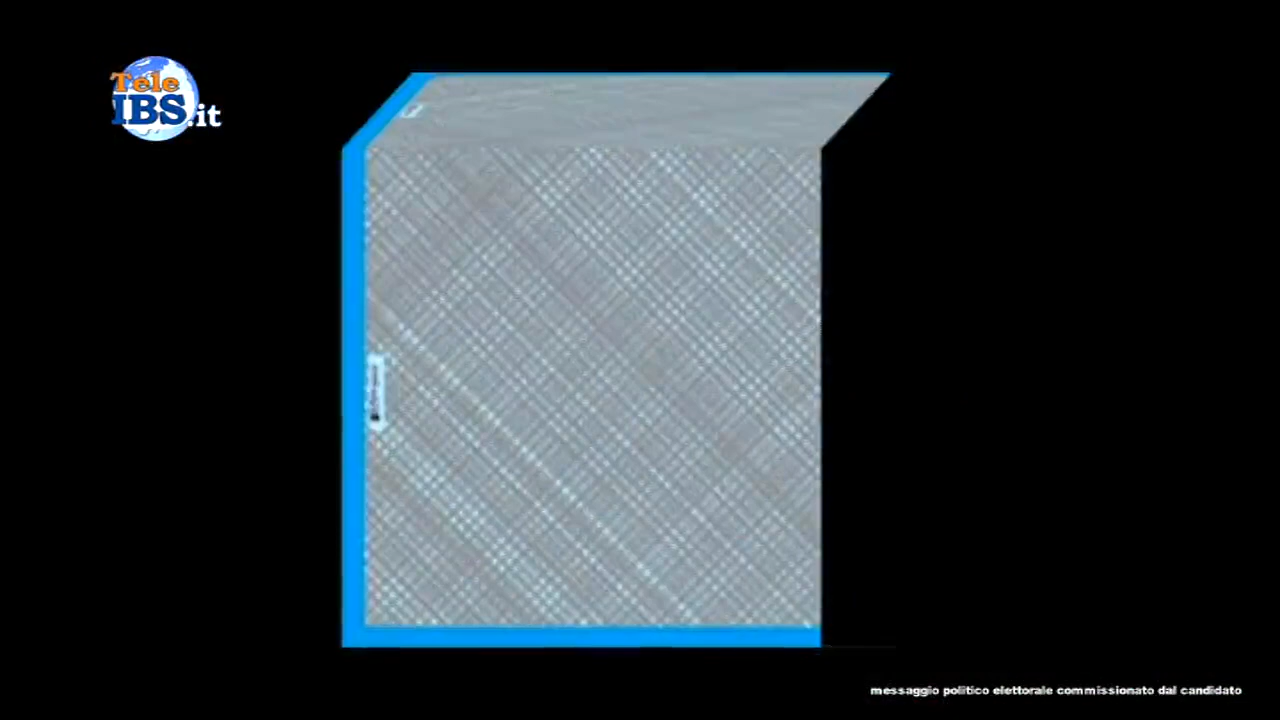 Tele
IBS.it
messaggio politico elettorale commissionato dal candidato